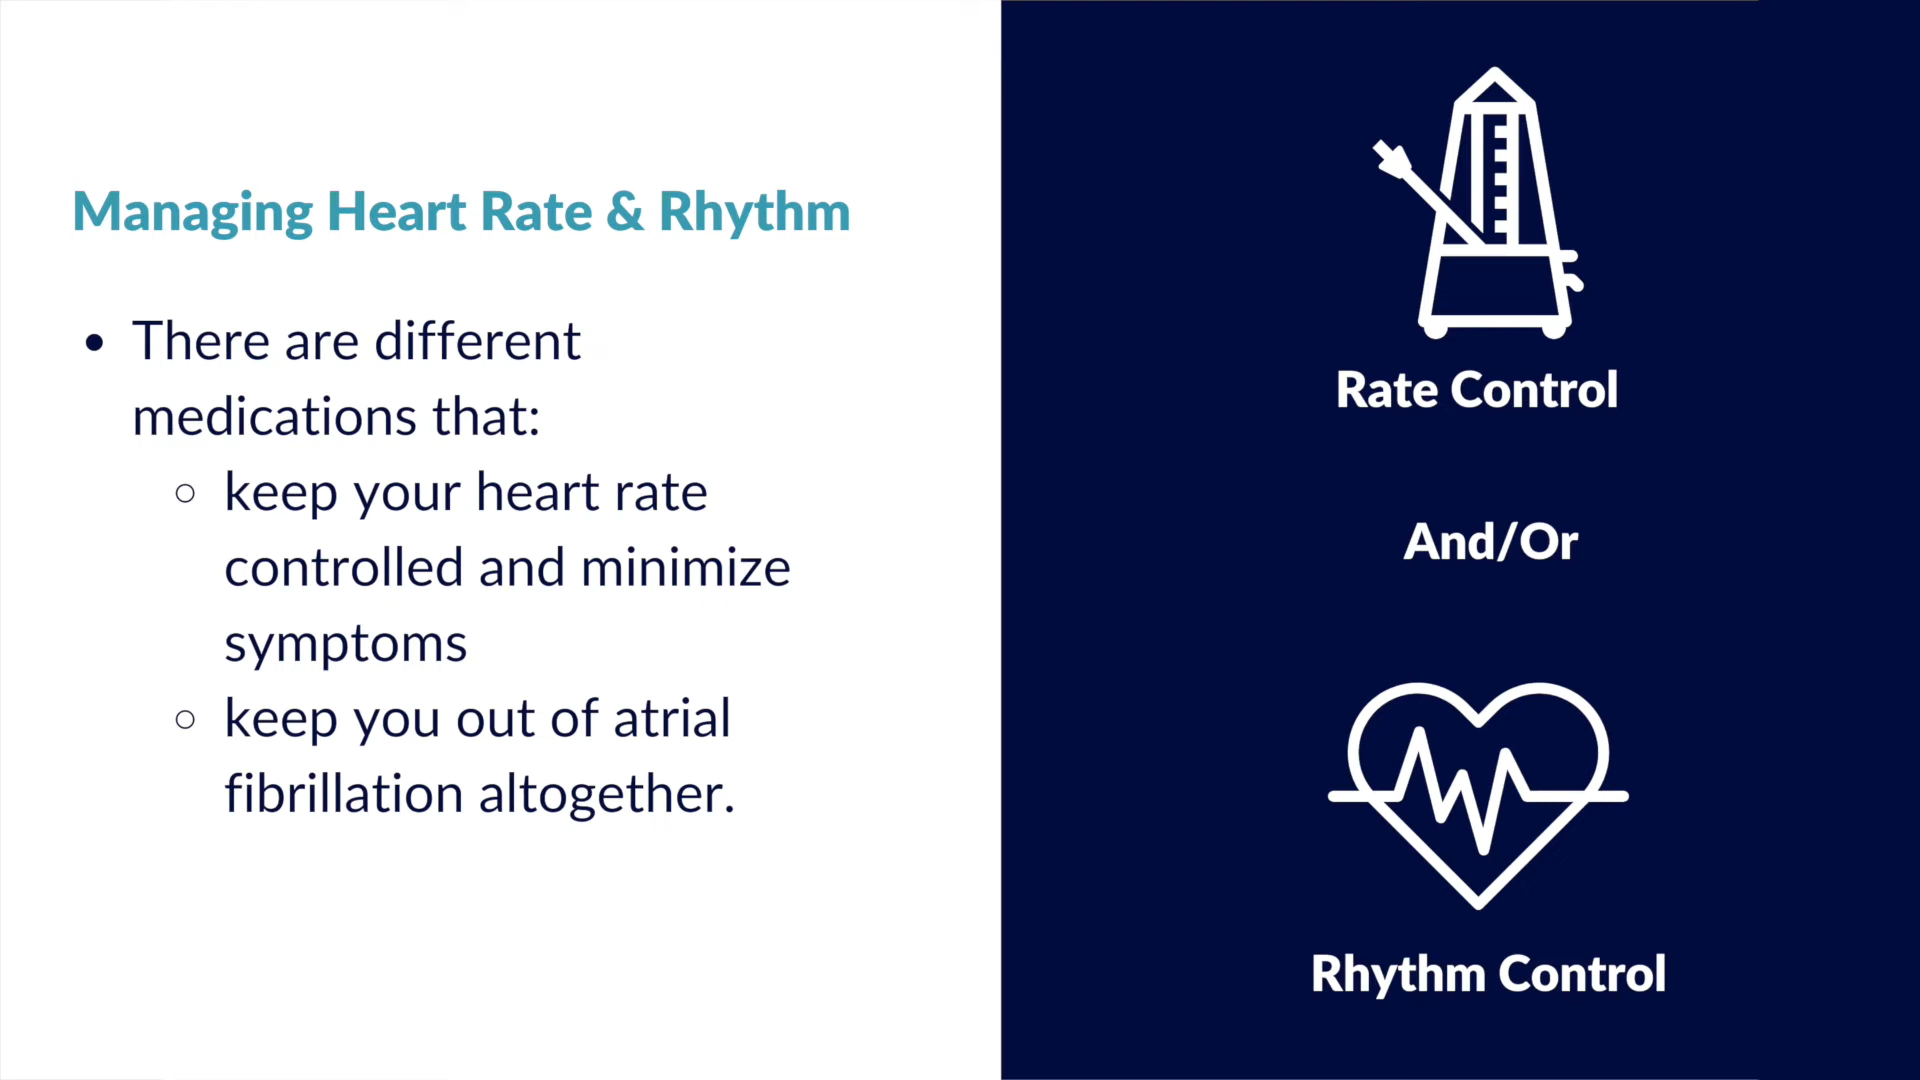 Managing Heart Rate & Rhythm
• There are different
medications that:
○ keep your heart rate
controlled and minimize
symptoms
○ keep you out of atrial
fibrillation altogether.
Rate Control
And/Or
Rhythm Control